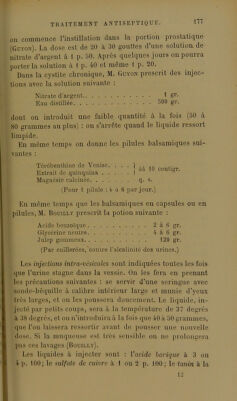 TRAITEMENT ANTISEPTIQUE. 177
on commence l'instillation dans la portion prostatique
(GUYON). La dose est de 20 à 30 gouttes d'une solution de
nitrate d'argent à 1 p. 50. Après quelques jours on pourra
porter la solution à 1 p. 40 et même 1 p. 20.
Dans la cystite chronique, M. GUYON prescrit des injec-
tions avec la solution suivante :
Nitrate d'argent. . . . . . . . . . . 1 gr.
Eau distillée. . . . . . . . . . . . 500 gr.
dont on introduit une faible quantité à la fois (50 à
80 grammes au plus) : on s'arrête quand le liquide ressort
limpide.
En même temps on donne les pilules balsamiques sui-
vantes :
Térébenthine de Venise. . } āā 10 centigr.
Extrait de quinquina . . .
Magnésie calcinée. . . . . . q. s.
(Pour 1 pilule : 4 à 8 par jour.)
En même temps que les balsamiques en capsules ou en
pilules, M. BOUILLY prescrit la potion suivante :
Acide benzoïque. . . . . . . . . . 2 à 6 gr.
Glycérine neutre. . . . . . . . . . 4 à 6 gr.
Julep gommeux. . . . . . . . . . 120 gr.
(Par cuillerées, contre l'alcalinité des urines.)
Les injections intra-vésicales sont indiquées toutes les fois
que l'urine stagne dans la vessie. On les fera en prenant
les précautions suivantes : se servir d'une seringue avec
sonde-béquille à calibre intérieur large et munie d'yeux
très larges, et on les poussera doucement. Le liquide, in-
jecté par petits coups, sera à la température de 37 degrés
à 38 degrés, et on n'introduira à la fois que 40 à 50 grammes,
que l'on laissera ressortir avant de pousser une nouvelle
dose. Si la muqueuse est très sensible on ne prolongera
pas ces lavages (BOUILLY).
Les liquides à injecter sont : l'acide borique à 3 ou
4 p. 100 ; le sulfate de cuivre à 1 ou 2 p. 100 ; le tanin à la
12